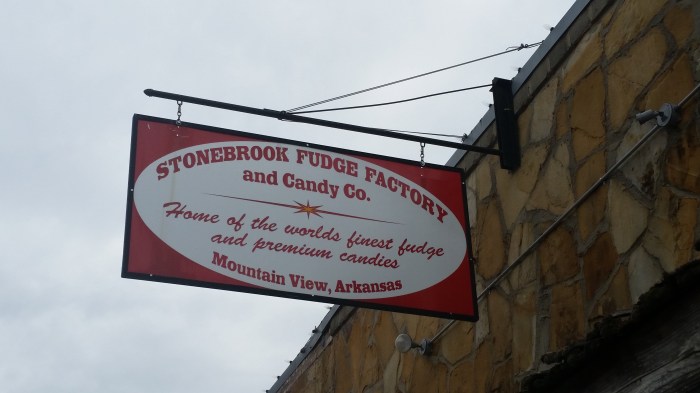 STONEBROOK FUDGE FACTORY
and Candy Co.
Home of the worlds finest fudge
and premium candies
Mountain View, Arkansas